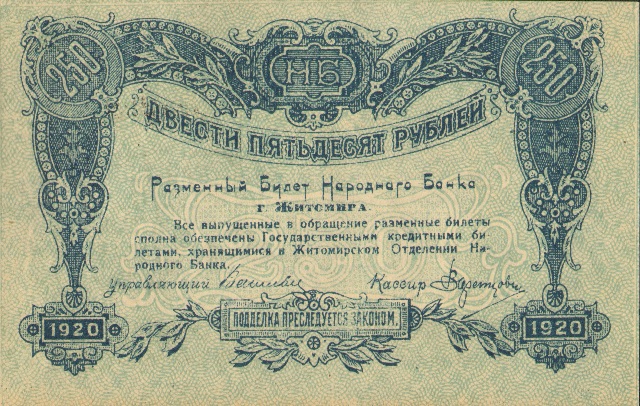 250 НБ 250
ДВЕСТИ ПЯТЬДЕСЯТ РУБЛЕЙ
Разменный Билет Народного Банка
г. Житомира.
Все выпущенные в обращение разменные билеты
сполна обезпечены Государственными кредитными би-
летами, хранящимися в Житомирском Отделении На-
родного Банка.
Управляющий Кассир
1920 ПОДДЕЛКА ПРЕСЛЕДУЕТСЯ ЗАКОНОМ. 1920